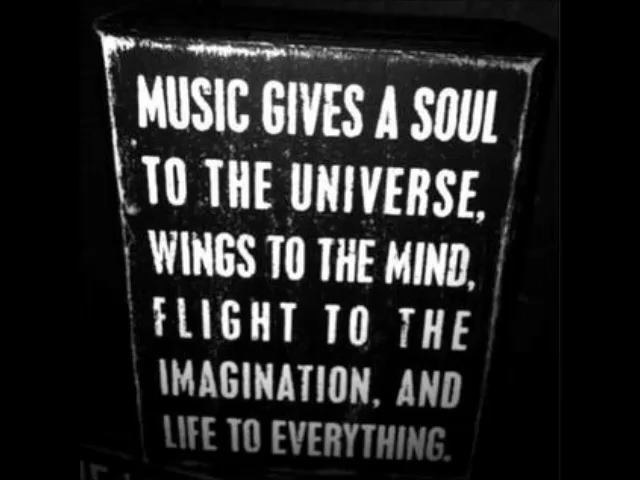 MUSIC GIVES A SOUL
TO THE UNIVERSE,
WINGS TO THE MIND,
FLIGHT TO THE
IMAGINATION, AND
LIFE TO EVERYTHING.